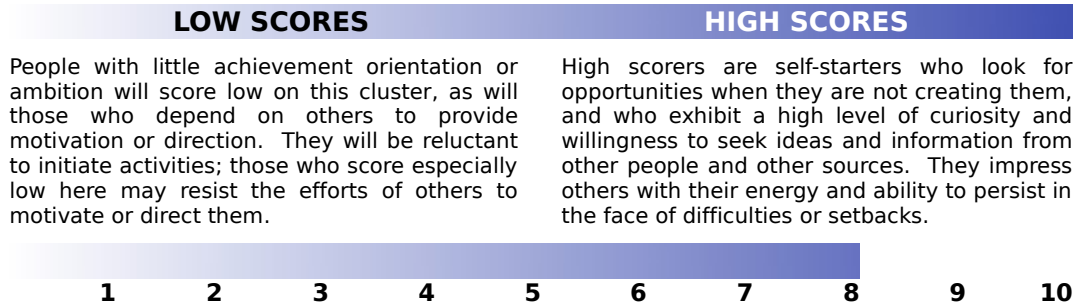 LOW SCORES
HIGH SCORES
People with little achievement orientation or
ambition will score low on this cluster, as will
those who depend on others to provide
motivation or direction. They will be reluctant
to initiate activities; those who score especially
low here may resist the efforts of others to
motivate or direct them.
High scorers are self-starters who look for
opportunities when they are not creating them,
and who exhibit a high level of curiosity and
willingness to seek ideas and information from
other people and other sources. They impress
others with their energy and ability to persist in
the face of difficulties or setbacks.
1 2 3 4 5 6 7 8 9 10